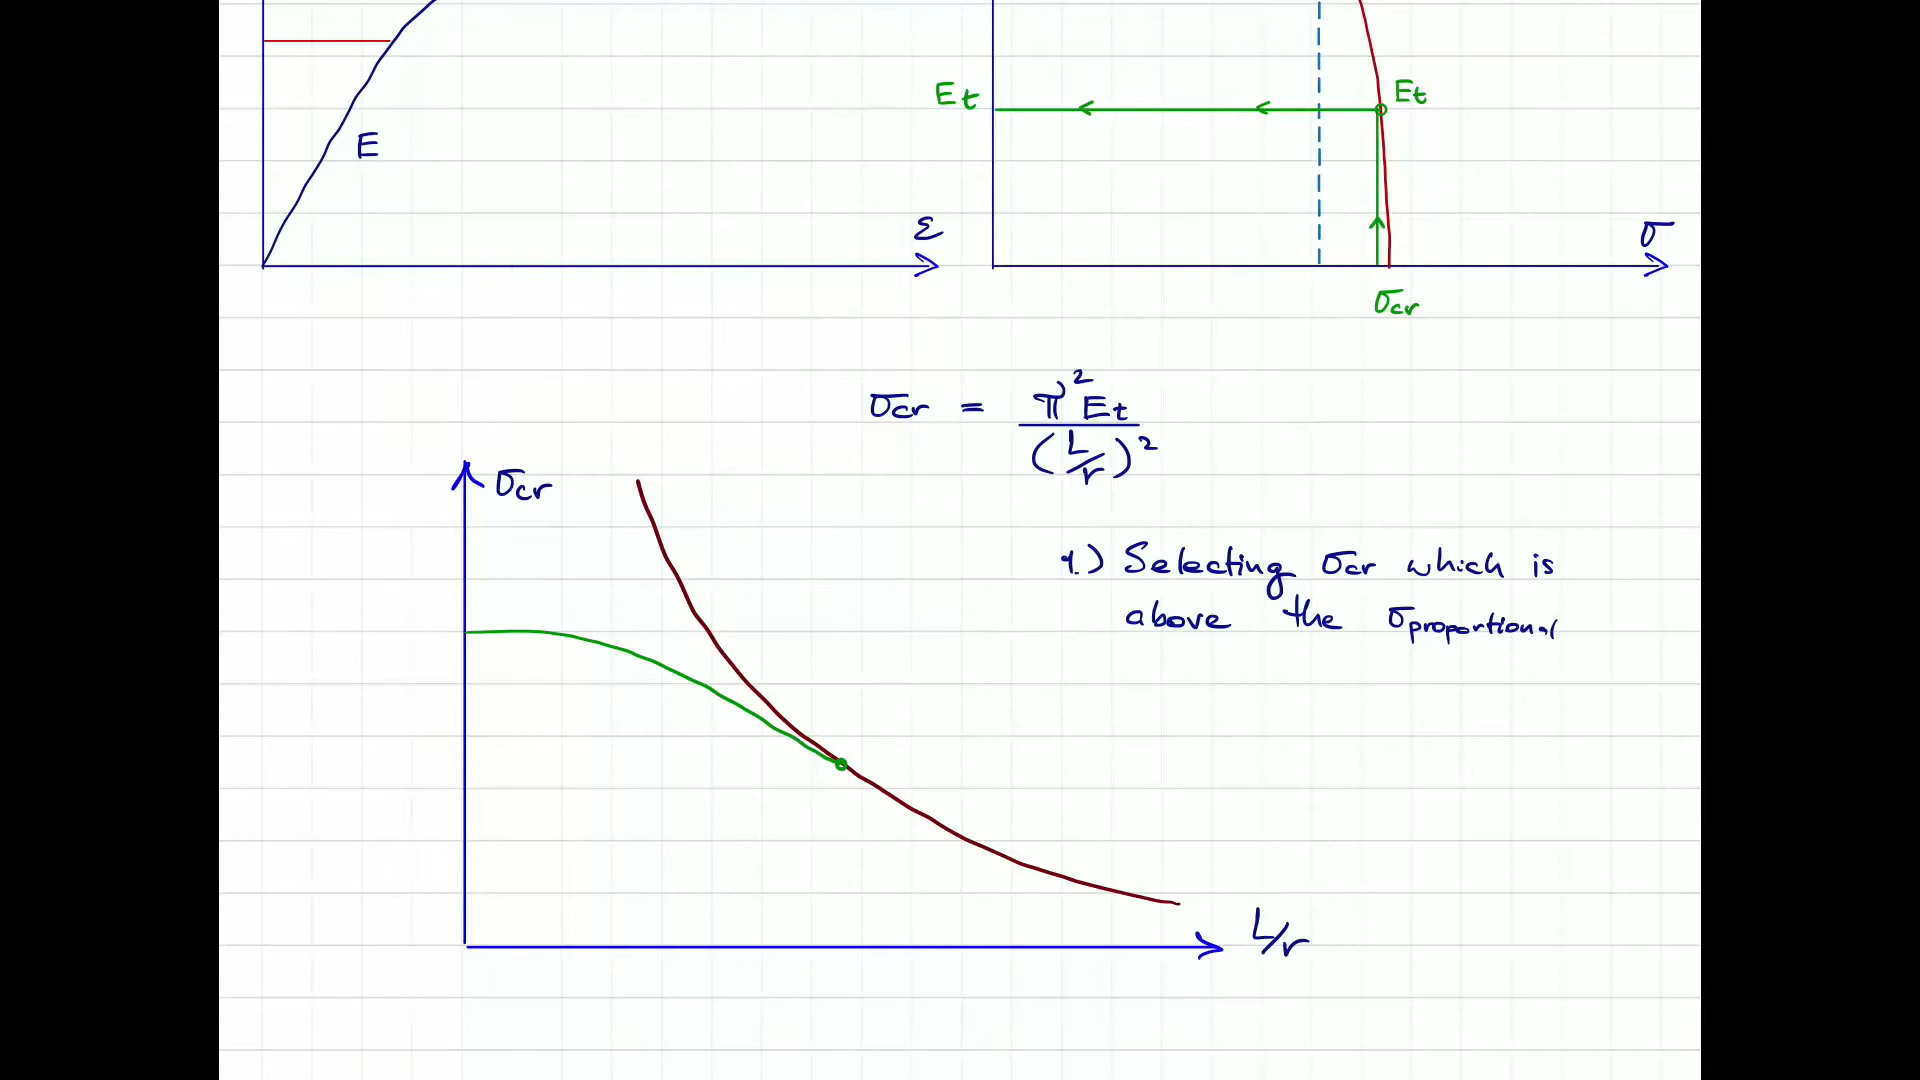 Et
Et
E
ε
σ
σcr
σcr = π² Et / (L/r)²
σcr
1.) Selecting σcr which is
above the σproportional
L/r